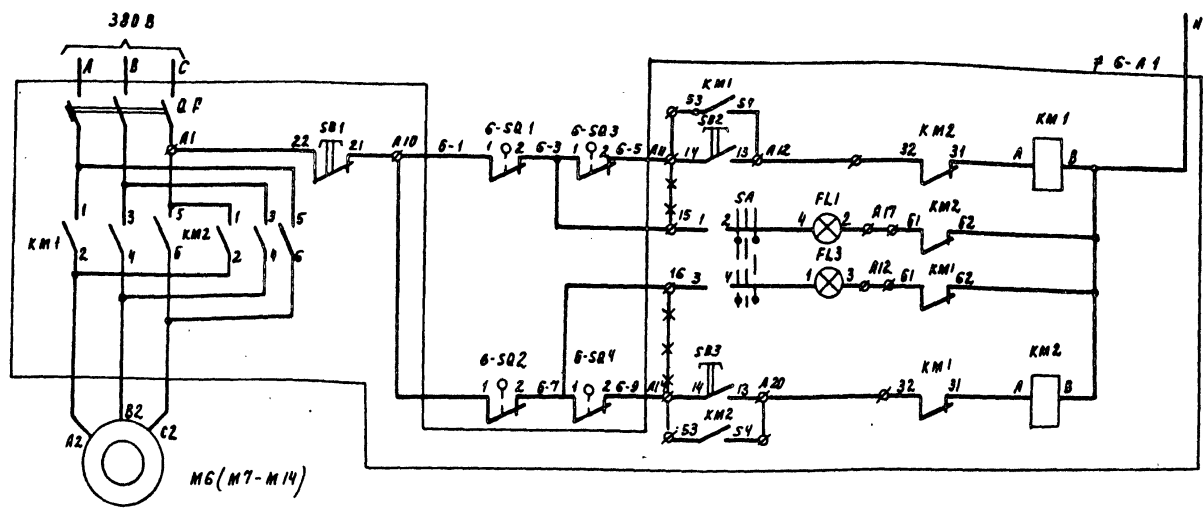 380 В
A B C
QF
A1
22 SB1 21
A10
6-1
6-SQ1
1 2
6-3
6-SQ3
1 2
6-5
A11
53 KM1 54
SB2
14 13
A12
32 KM2 31
KM1
A B
N
6-A1
15 1
SA
2
4 FL1 2
A17
61 KM2 62
16 3
4
1 FL3 3
A12
61 KM1 62
KM1
1 3 5
2 4 6
KM2
1 3 5
2 4 6
6-SQ2
1 2
6-7
6-SQ4
1 2
6-9
A14
SB3
14 13
A20
53 KM2 54
32 KM1 31
KM2
A B
A2 B2 C2
M6 (M7-M14)